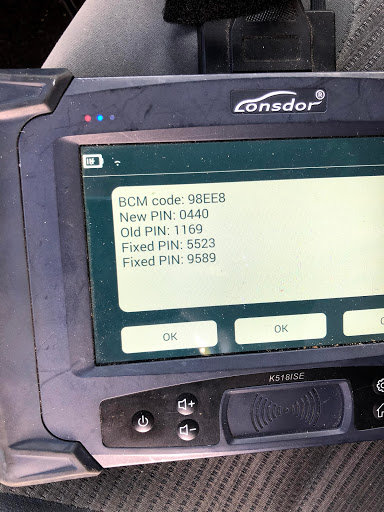 Lonsdor®
BCM code: 98EE8
New PIN: 0440
Old PIN: 1169
Fixed PIN: 5523
Fixed PIN: 9589
OK
OK
K518ISE